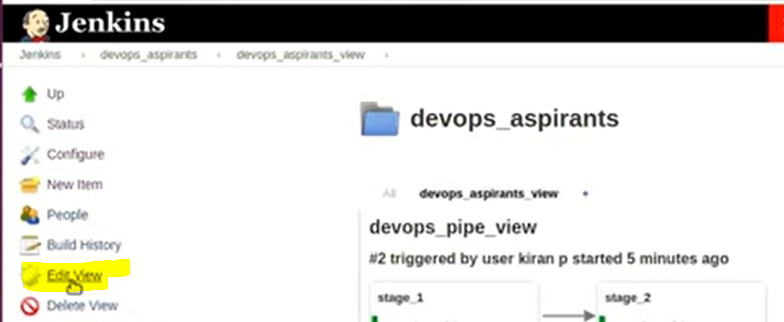 Jenkins
Jenkins devops_aspirants devops_aspirants_view
Up
Status
Configure
New Item
People
Build History
Edit View
Delete View
devops_aspirants
All devops_aspirants_view +
devops_pipe_view
#2 triggered by user kiran p started 5 minutes ago
stage_1 stage_2